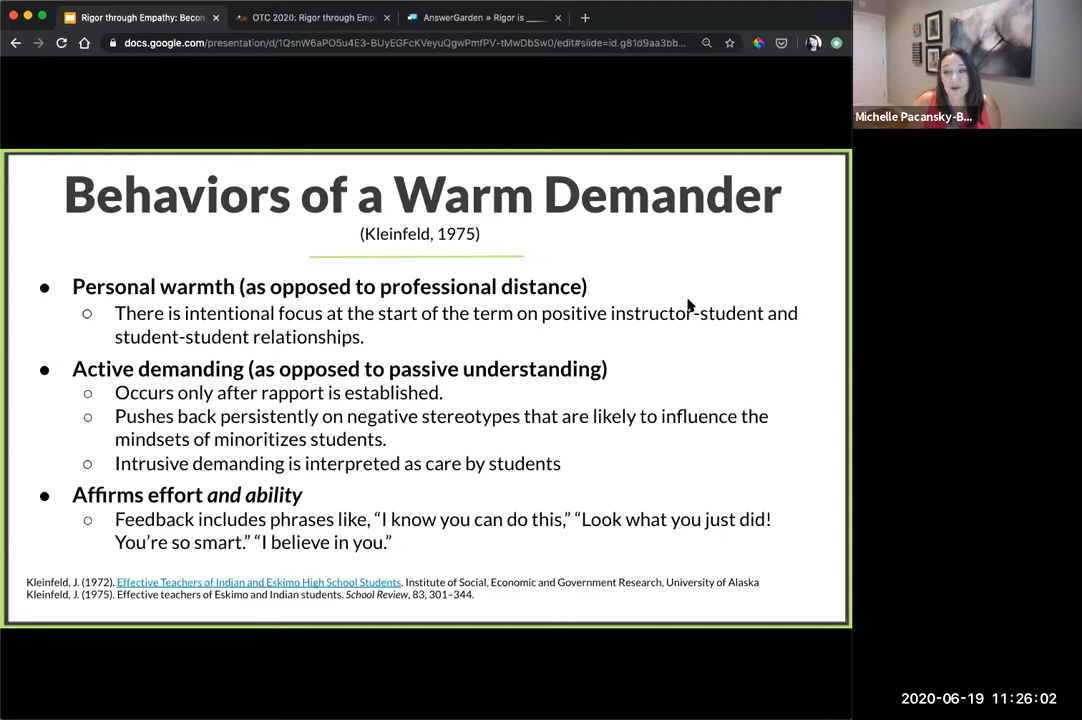 Rigor through Empathy: Becon
OTC 2020: Rigor through Emp
AnswerGarden » Rigor is ____
docs.google.com/presentation/d/1QsnW6aPO5u4E3-BUyEGFcKVeyuQgwPmfPV-tMwDbSw0/edit#slide=id.g81d9aa3bb...
Michelle Pacansky-B...
Behaviors of a Warm Demander
(Kleinfeld, 1975)
● Personal warmth (as opposed to professional distance)
○ There is intentional focus at the start of the term on positive instructor-student and
student-student relationships.
● Active demanding (as opposed to passive understanding)
○ Occurs only after rapport is established.
○ Pushes back persistently on negative stereotypes that are likely to influence the
mindsets of minoritizes students.
○ Intrusive demanding is interpreted as care by students
● Affirms effort and ability
○ Feedback includes phrases like, “I know you can do this,” “Look what you just did!
You’re so smart.” “I believe in you.”
Kleinfeld, J. (1972). Effective Teachers of Indian and Eskimo High School Students. Institute of Social, Economic and Government Research, University of Alaska
Kleinfeld, J. (1975). Effective teachers of Eskimo and Indian students. School Review, 83, 301–344.
2020-06-19 11:26:02